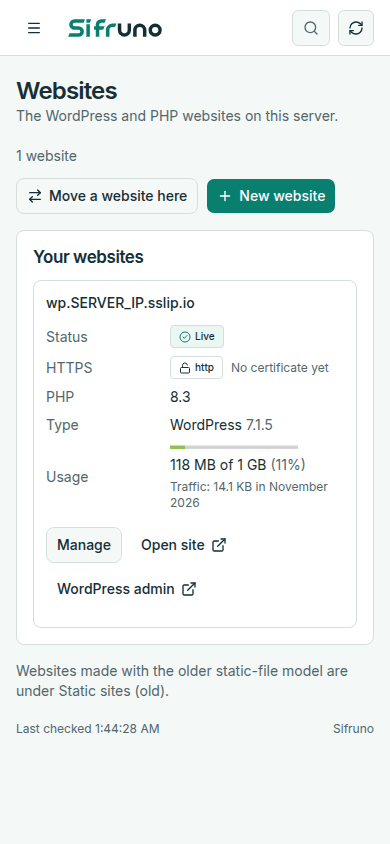 Sifruno
Websites
The WordPress and PHP websites on this server.
1 website
Move a website here
New website
Your websites
wp.SERVER_IP.sslip.io
Status Live
HTTPS http No certificate yet
PHP 8.3
Type WordPress 7.1.5
Usage 118 MB of 1 GB (11%)
Traffic: 14.1 KB in November
2026
Manage Open site
WordPress admin
Websites made with the older static-file model are
under Static sites (old).
Last checked 1:44:28 AM Sifruno